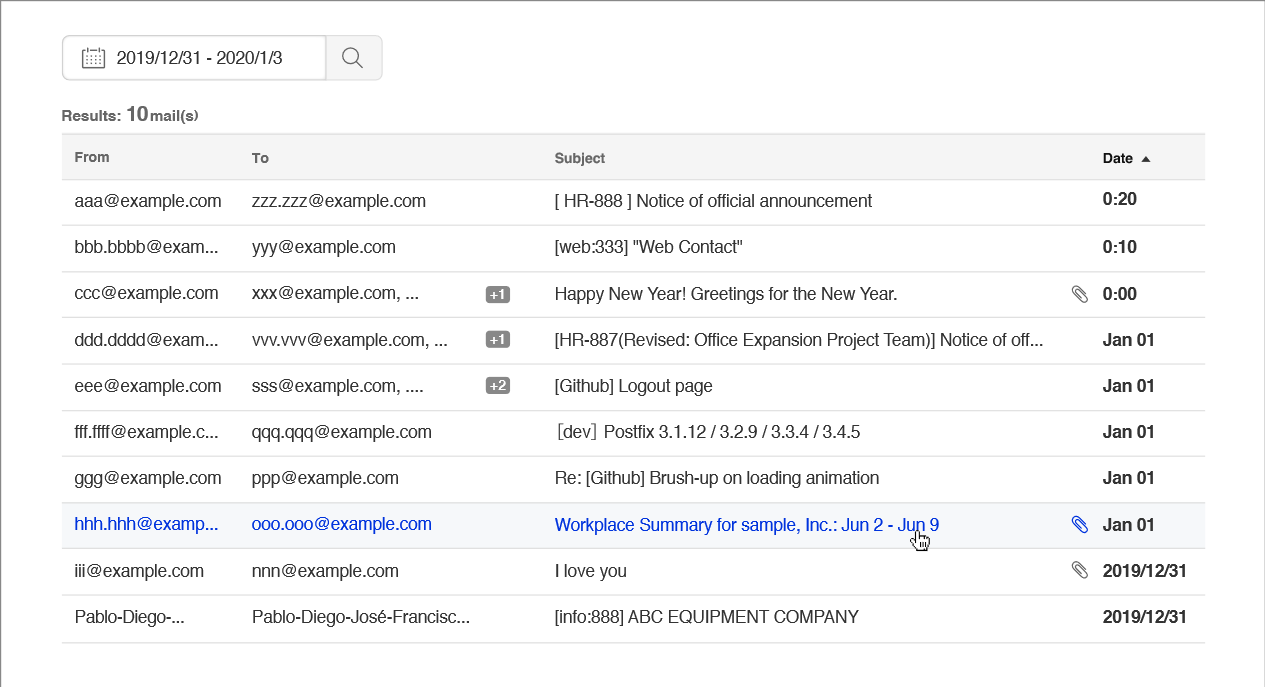 2019/12/31 - 2020/1/3
Results: 10 mail(s)
From To Subject Date ▲
aaa@example.com zzz.zzz@example.com [ HR-888 ] Notice of official announcement 0:20
bbb.bbbb@exam... yyy@example.com [web:333] "Web Contact" 0:10
ccc@example.com xxx@example.com, ... +1 Happy New Year! Greetings for the New Year. 0:00
ddd.dddd@exam... vvv.vvv@example.com, ... +1 [HR-887(Revised: Office Expansion Project Team)] Notice of off... Jan 01
eee@example.com sss@example.com, .... +2 [Github] Logout page Jan 01
fff.ffff@example.c... qqq.qqq@example.com [dev] Postfix 3.1.12 / 3.2.9 / 3.3.4 / 3.4.5 Jan 01
ggg@example.com ppp@example.com Re: [Github] Brush-up on loading animation Jan 01
hhh.hhh@examp... ooo.ooo@example.com Workplace Summary for sample, Inc.: Jun 2 - Jun 9 Jan 01
iii@example.com nnn@example.com I love you 2019/12/31
Pablo-Diego-... Pablo-Diego-José-Francisc... [info:888] ABC EQUIPMENT COMPANY 2019/12/31